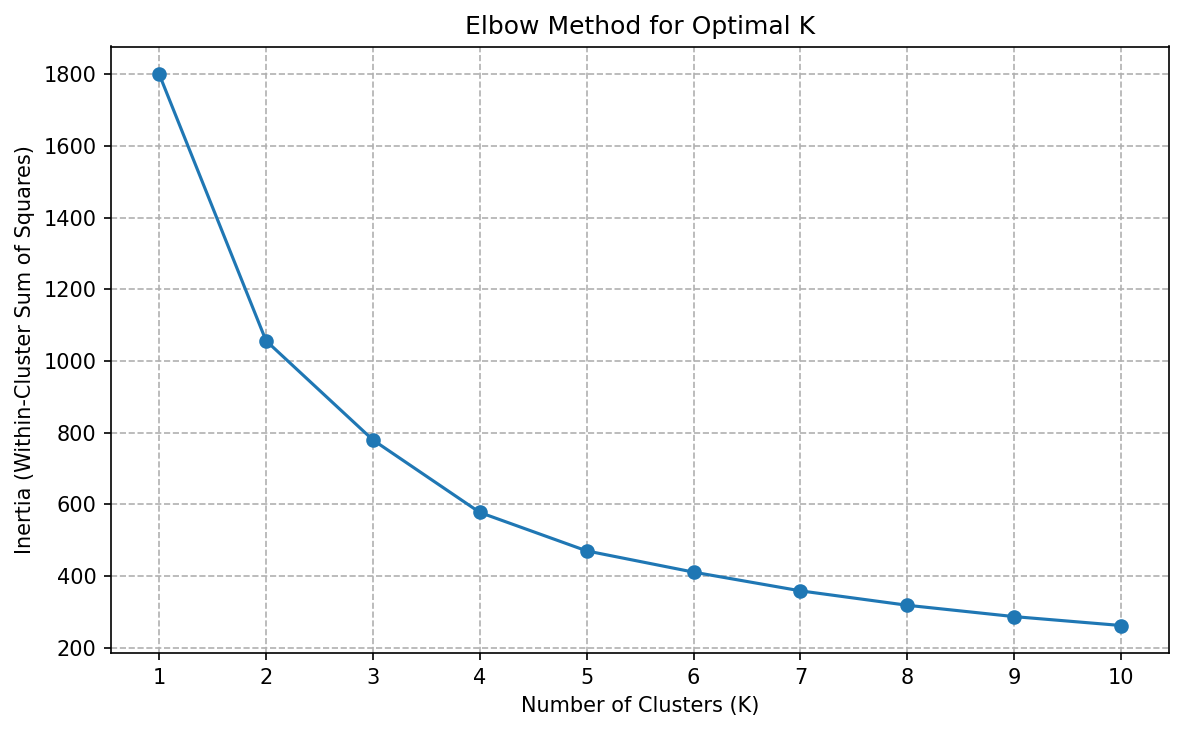 Elbow Method for Optimal K
Inertia (Within-Cluster Sum of Squares)
1800
1600
1400
1200
1000
800
600
400
200
1 2 3 4 5 6 7 8 9 10
Number of Clusters (K)